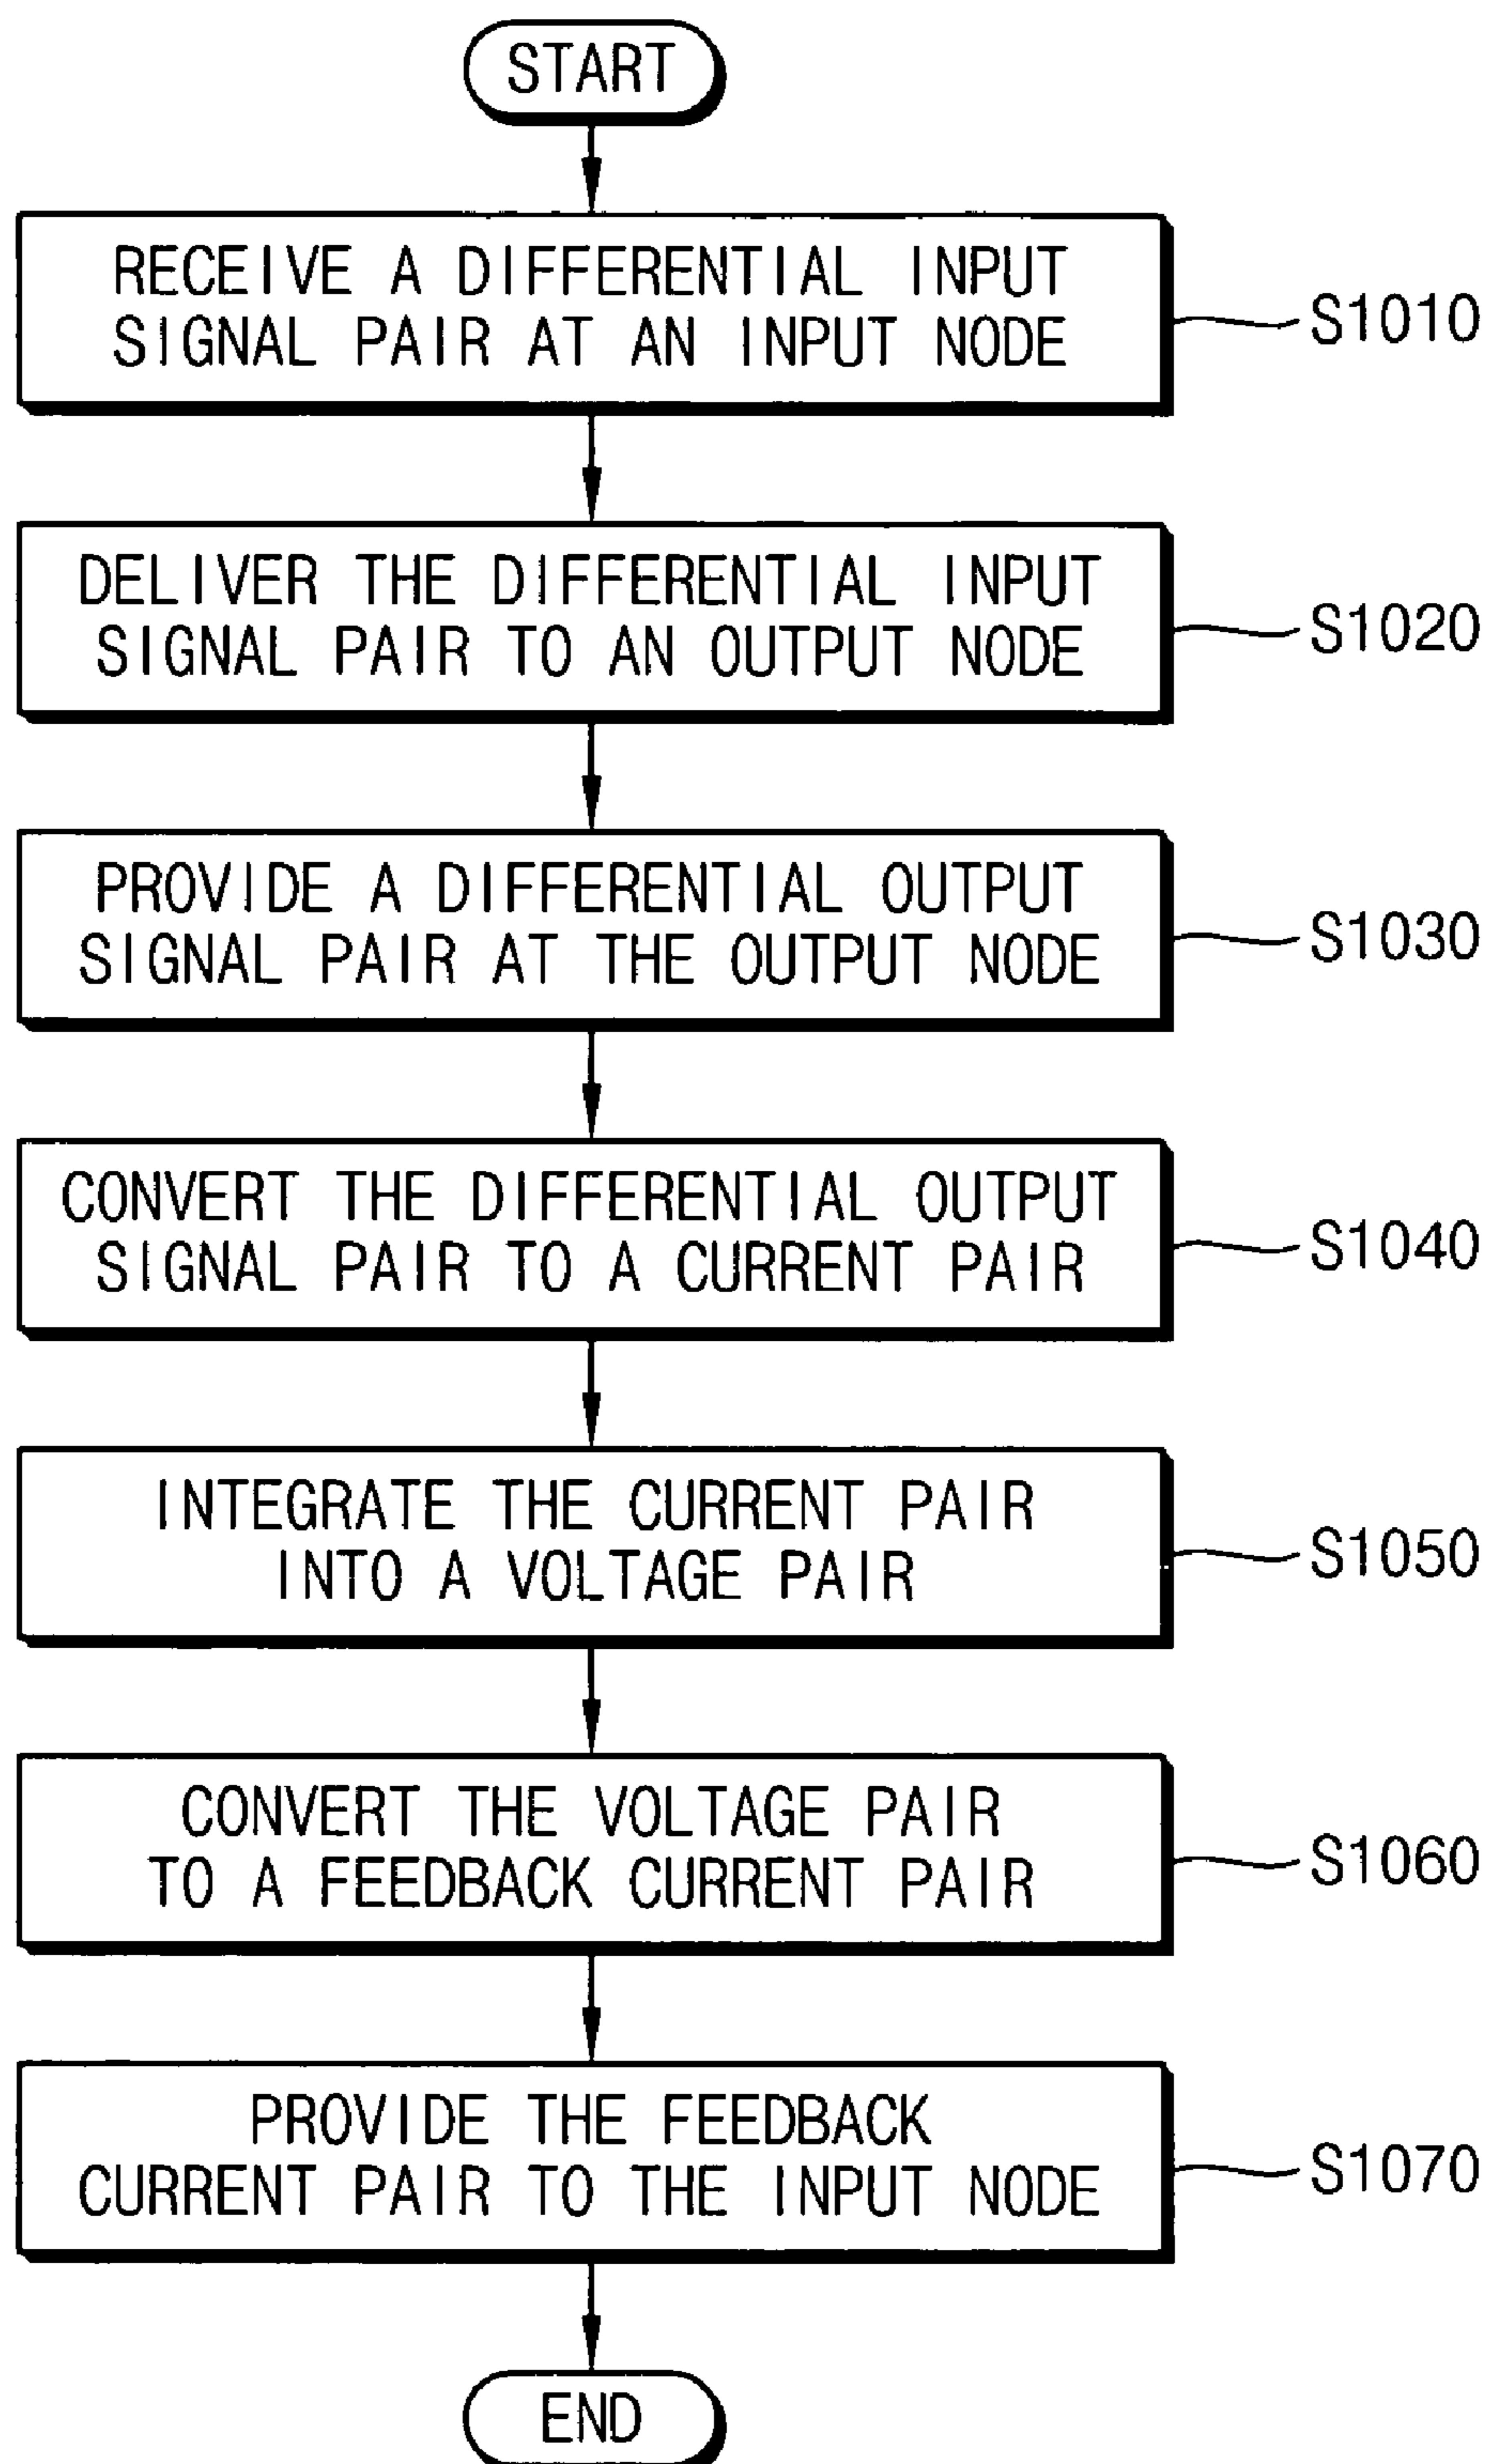 START
RECEIVE A DIFFERENTIAL INPUT
SIGNAL PAIR AT AN INPUT NODE
S1010
DELIVER THE DIFFERENTIAL INPUT
SIGNAL PAIR TO AN OUTPUT NODE
S1020
PROVIDE A DIFFERENTIAL OUTPUT
SIGNAL PAIR AT THE OUTPUT NODE
S1030
CONVERT THE DIFFERENTIAL OUTPUT
SIGNAL PAIR TO A CURRENT PAIR
S1040
INTEGRATE THE CURRENT PAIR
INTO A VOLTAGE PAIR
S1050
CONVERT THE VOLTAGE PAIR
TO A FEEDBACK CURRENT PAIR
S1060
PROVIDE THE FEEDBACK
CURRENT PAIR TO THE INPUT NODE
S1070
END